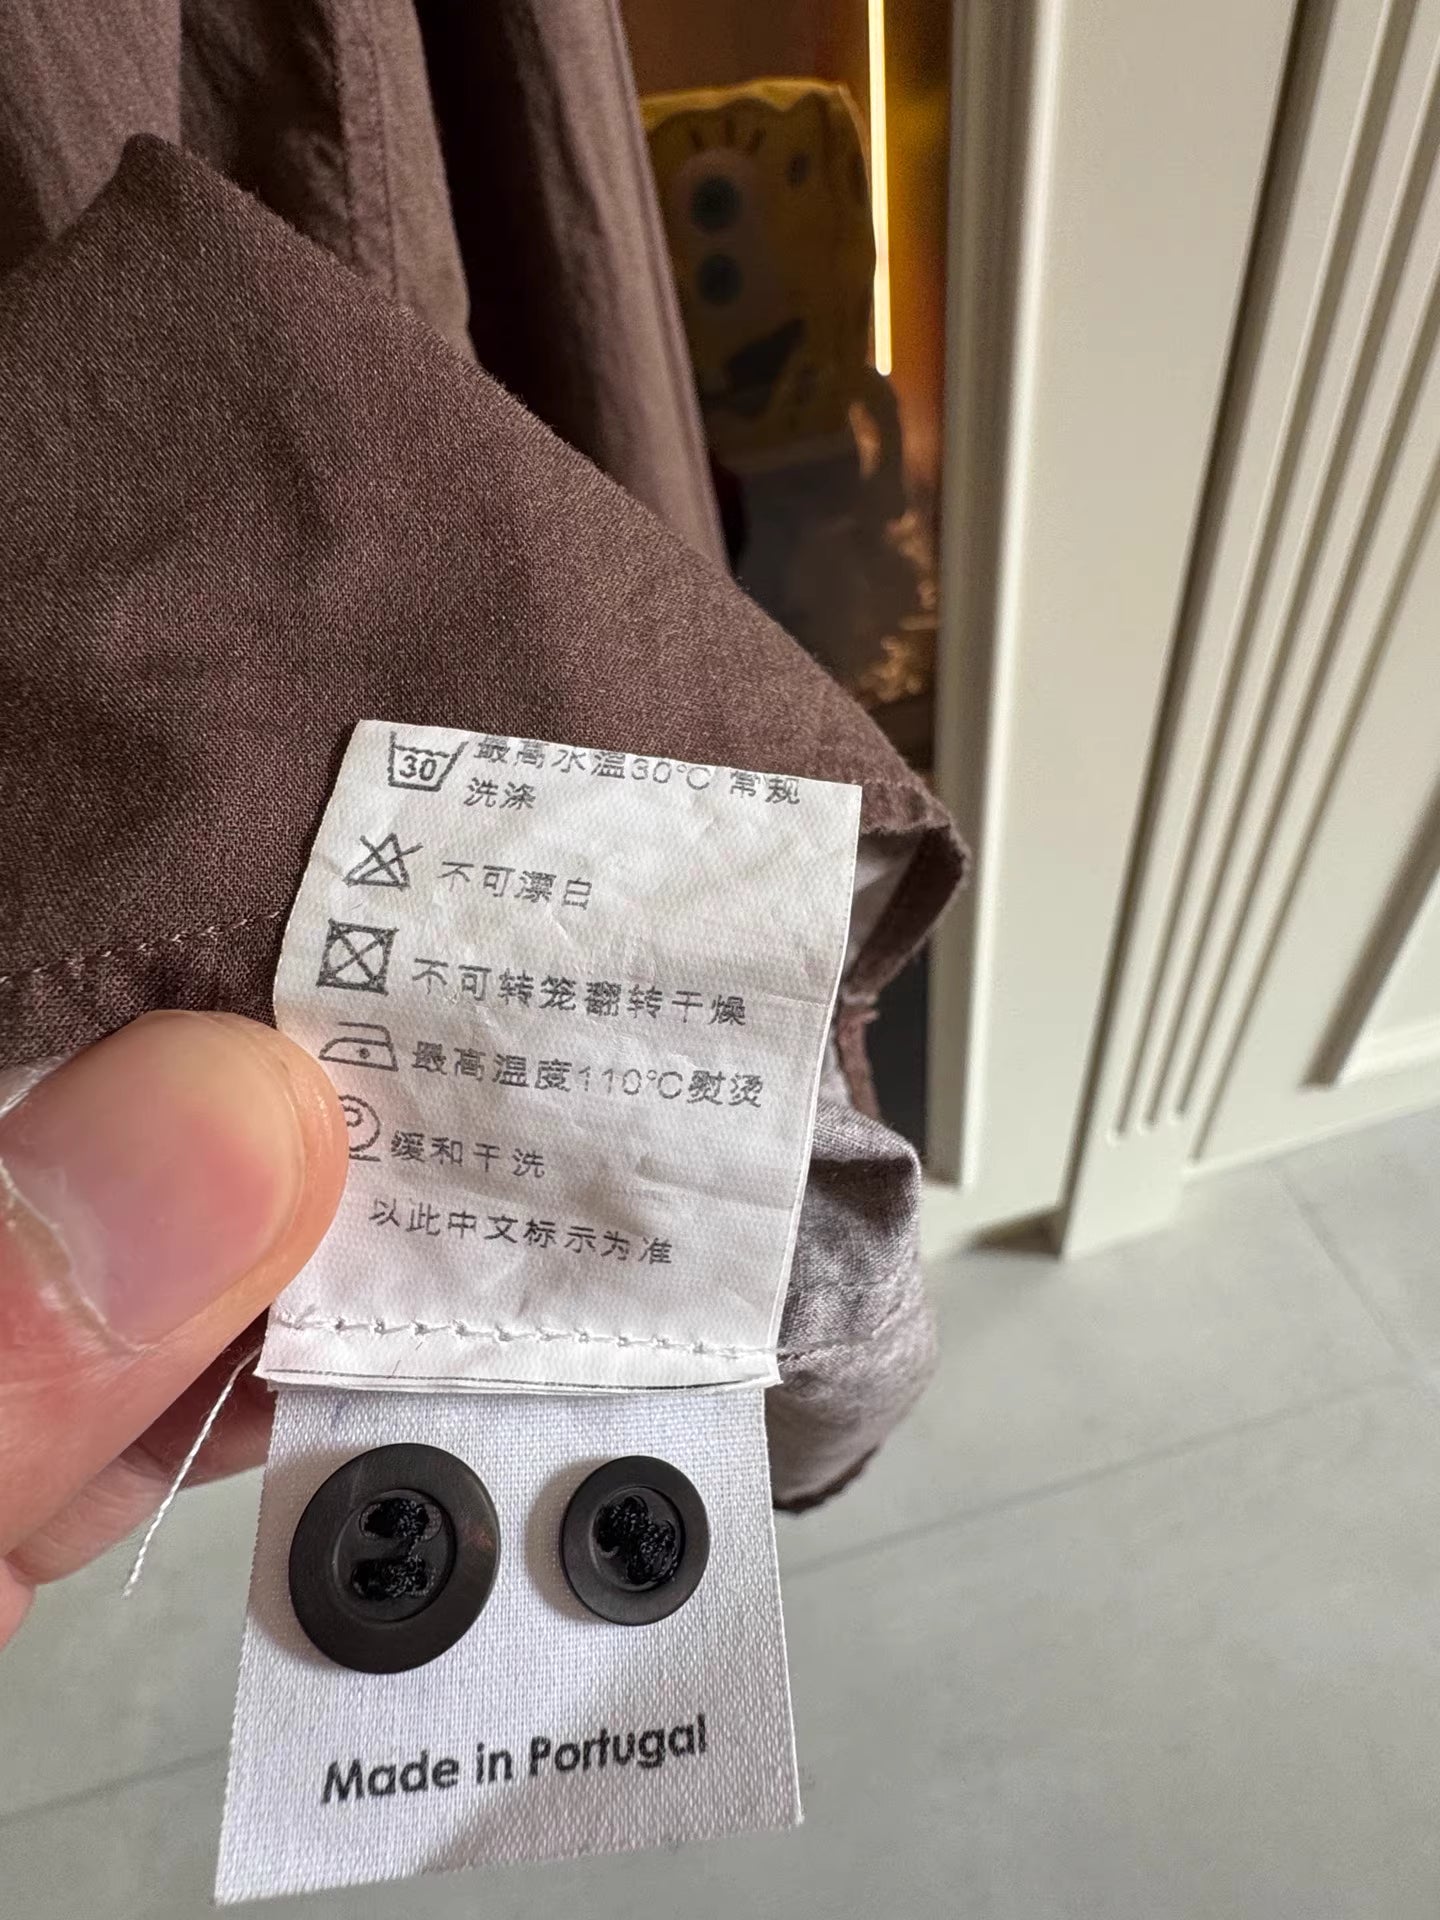 30 最高水温30℃ 常规
洗涤
不可漂白
不可转笼翻转干燥
最高温度110℃熨烫
缓和干洗
以此中文标示为准
Made in Portugal